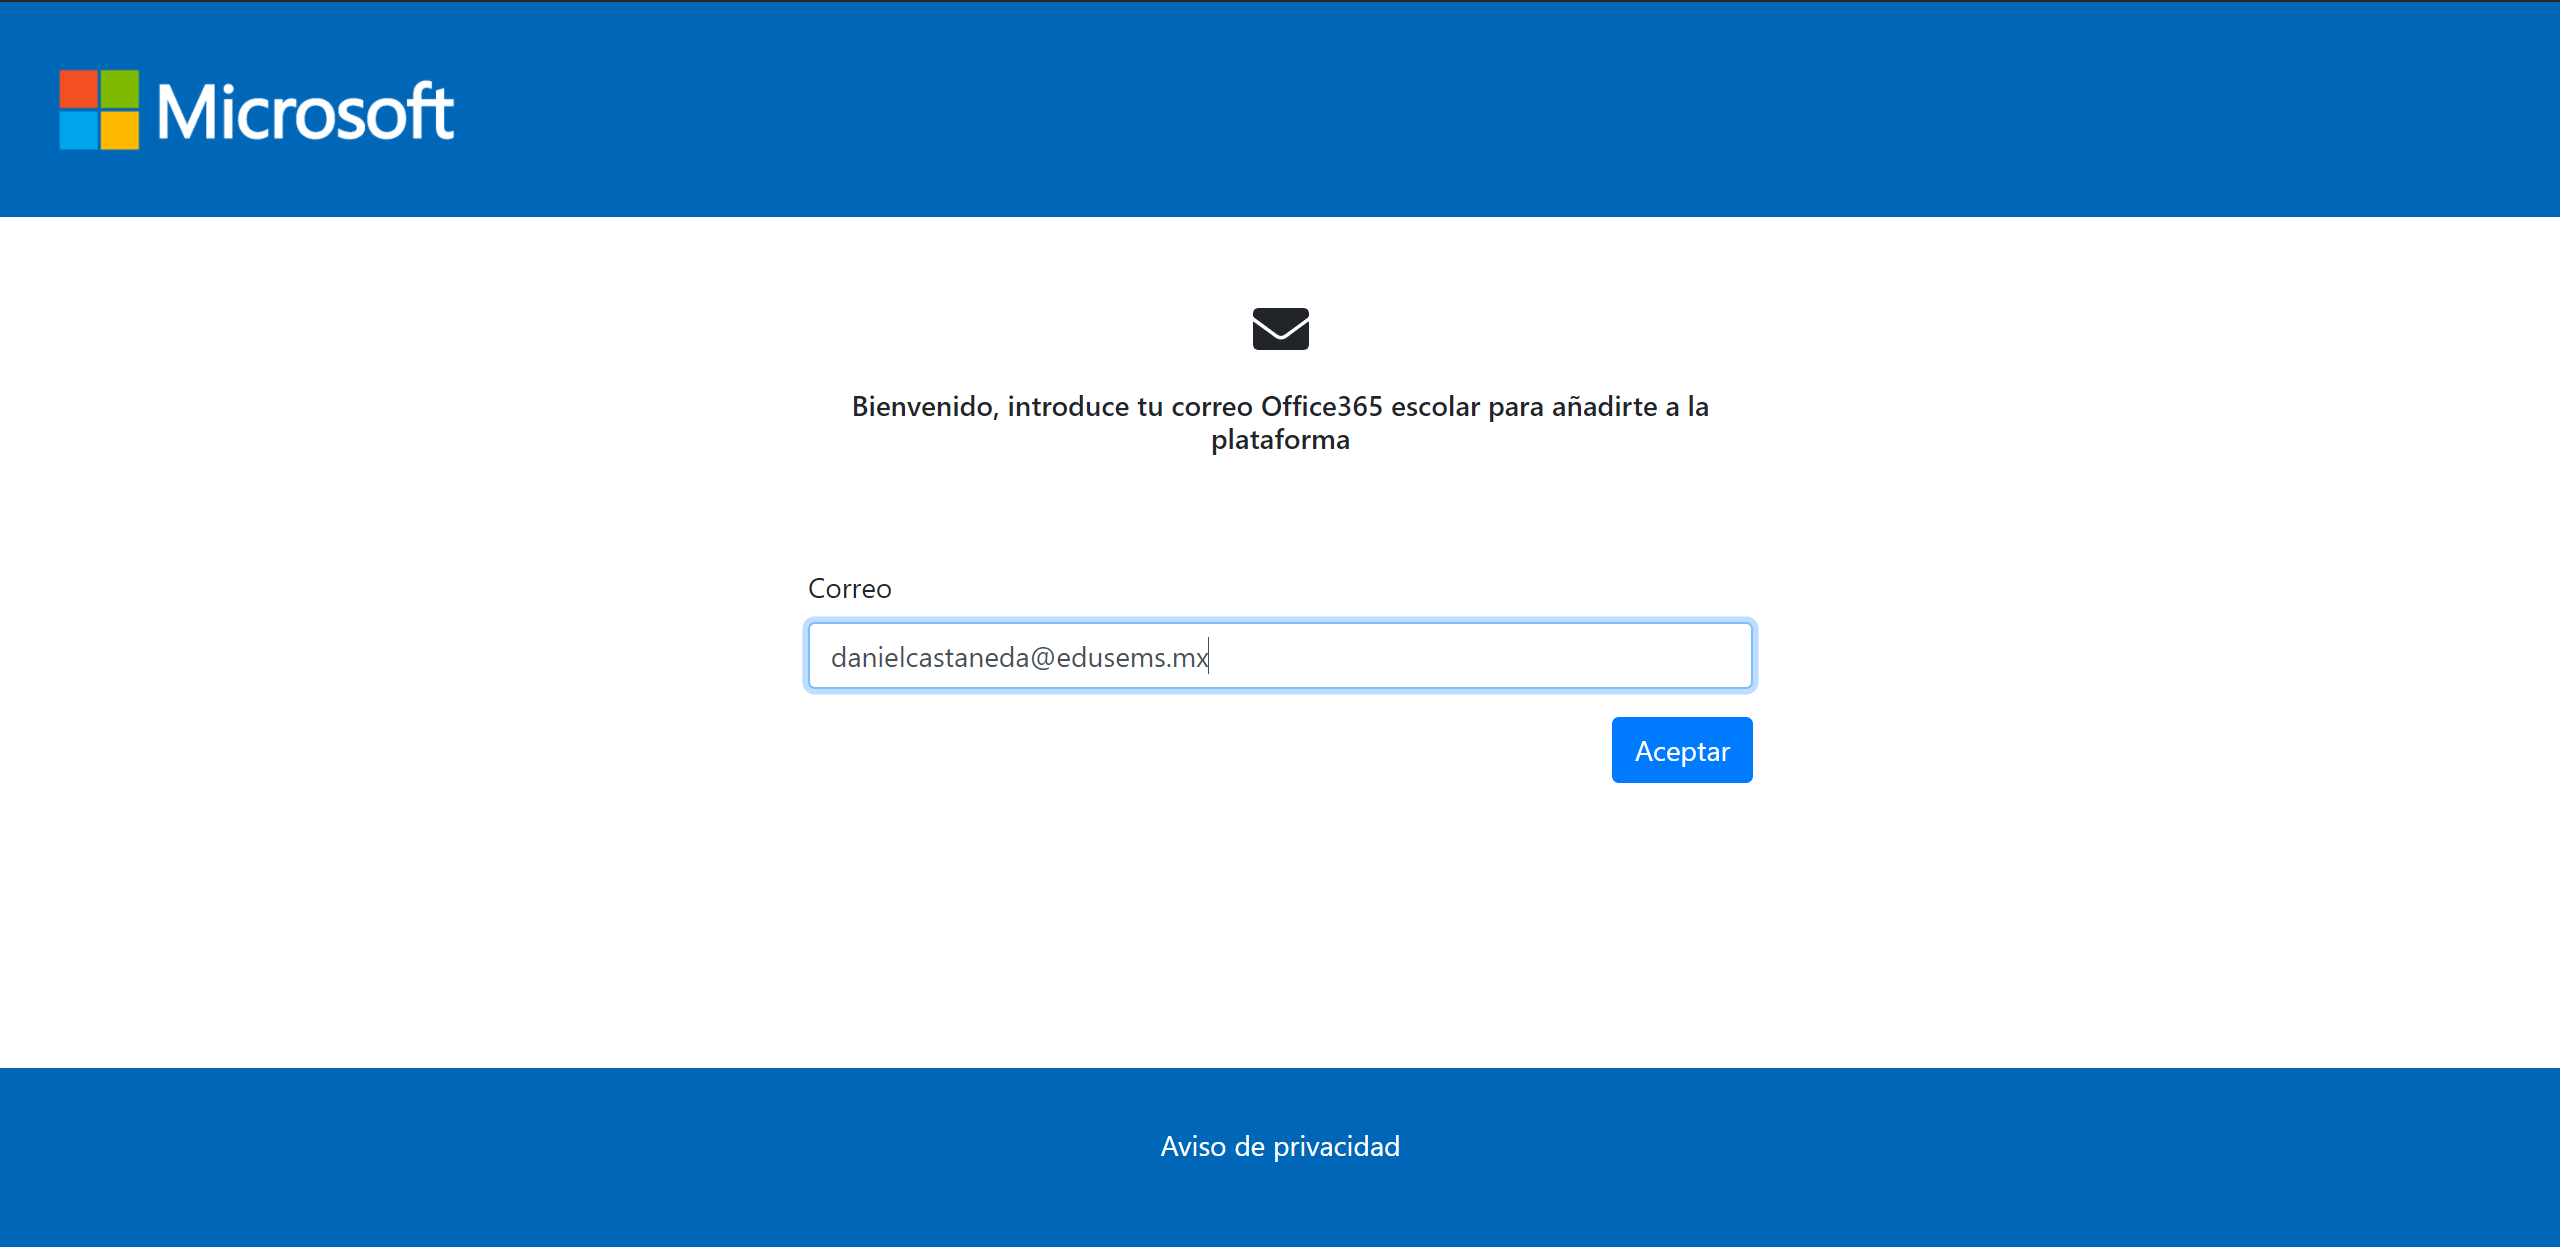 Microsoft
Bienvenido, introduce tu correo Office365 escolar para añadirte a la
plataforma
Correo
danielcastaneda@edusems.mx
Aceptar
Aviso de privacidad